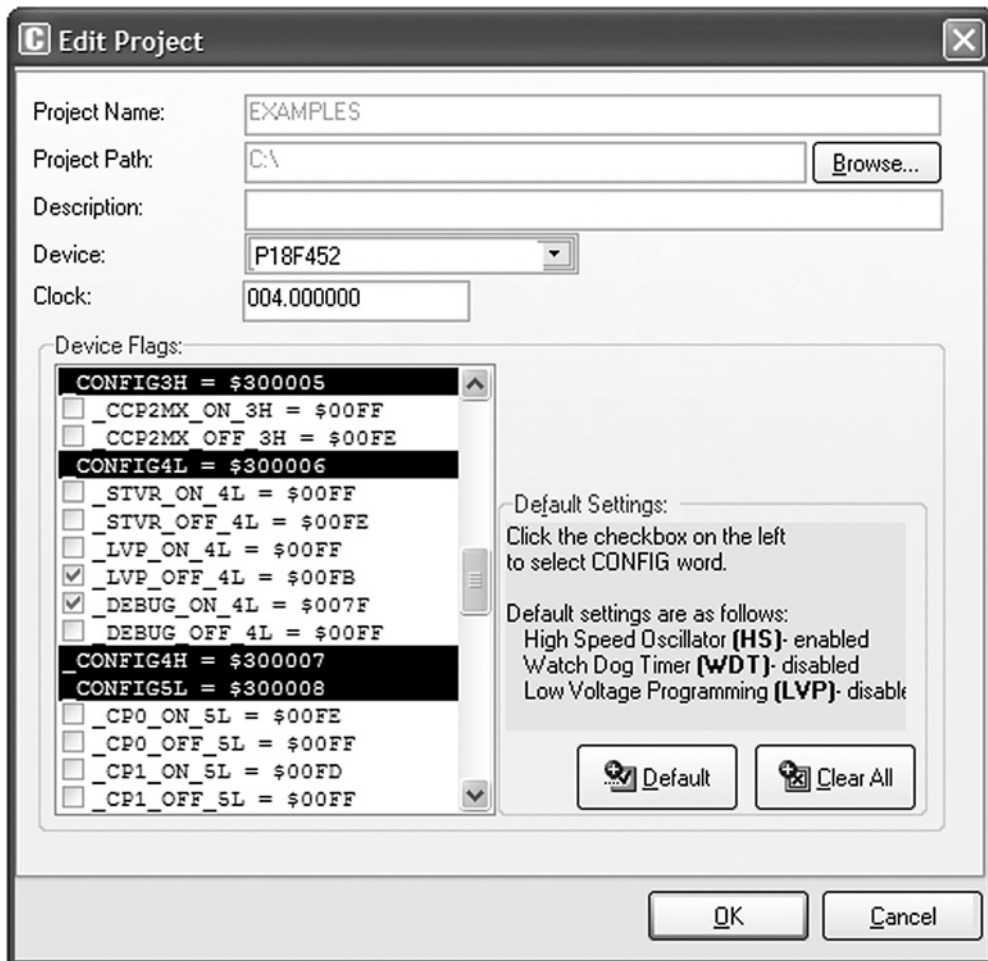 C Edit Project
Project Name: EXAMPLES
Project Path: C:\ Browse...
Description:
Device: P18F452
Clock: 004.000000
Device Flags:
_CONFIG3H = $300005
_CCP2MX_ON_3H = $00FF
_CCP2MX_OFF_3H = $00FE
_CONFIG4L = $300006
_STVR_ON_4L = $00FF
_STVR_OFF_4L = $00FE
_LVP_ON_4L = $00FF
_LVP_OFF_4L = $00FB
_DEBUG_ON_4L = $007F
_DEBUG_OFF_4L = $00FF
_CONFIG4H = $300007
_CONFIG5L = $300008
_CP0_ON_5L = $00FE
_CP0_OFF_5L = $00FF
_CP1_ON_5L = $00FD
_CP1_OFF_5L = $00FF
Default Settings:
Click the checkbox on the left
to select CONFIG word.
Default settings are as follows:
High Speed Oscillator (HS)- enabled
Watch Dog Timer (WDT)- disabled
Low Voltage Programming (LVP)- disable
Default
Clear All
OK
Cancel